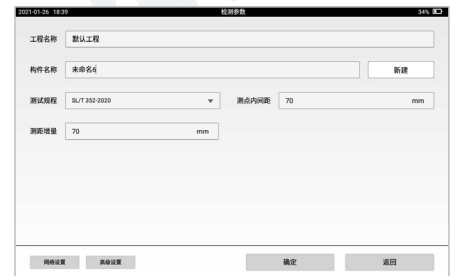 2021-01-26 18:39 检测参数 34%
工程名称 默认工程
构件名称 未命名6 新建
测试规程 SL/T 352-2020 测点内间距 70 mm
测距增量 70 mm
网络设置 高级设置 确定 返回